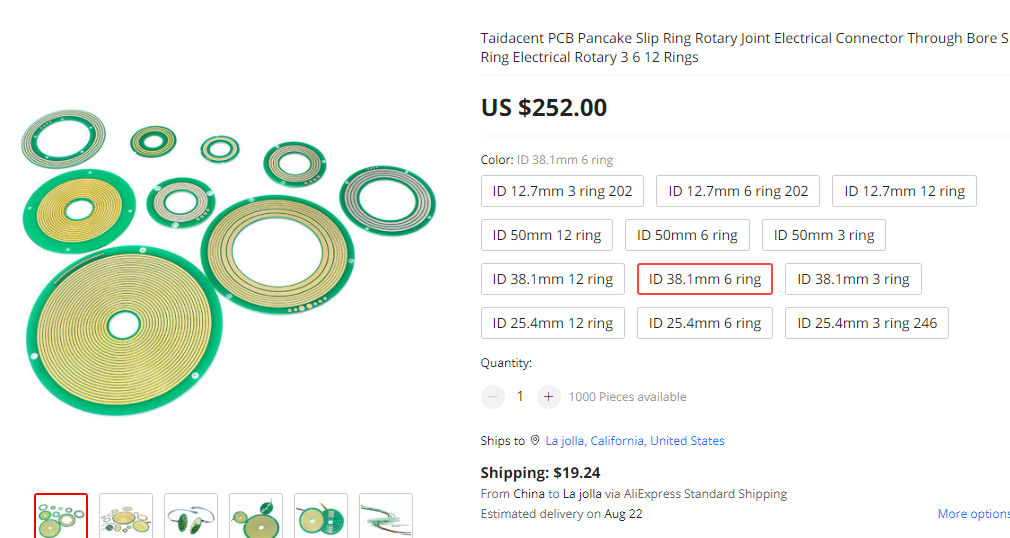 Taidacent PCB Pancake Slip Ring Rotary Joint Electrical Connector Through Bore S
Ring Electrical Rotary 3 6 12 Rings
US $252.00
Color: ID 38.1mm 6 ring
ID 12.7mm 3 ring 202
ID 12.7mm 6 ring 202
ID 12.7mm 12 ring
ID 50mm 12 ring
ID 50mm 6 ring
ID 50mm 3 ring
ID 38.1mm 12 ring
ID 38.1mm 6 ring
ID 38.1mm 3 ring
ID 25.4mm 12 ring
ID 25.4mm 6 ring
ID 25.4mm 3 ring 246
Quantity:
1
1000 Pieces available
Ships to La jolla, California, United States
Shipping: $19.24
From China to La jolla via AliExpress Standard Shipping
Estimated delivery on Aug 22
More options